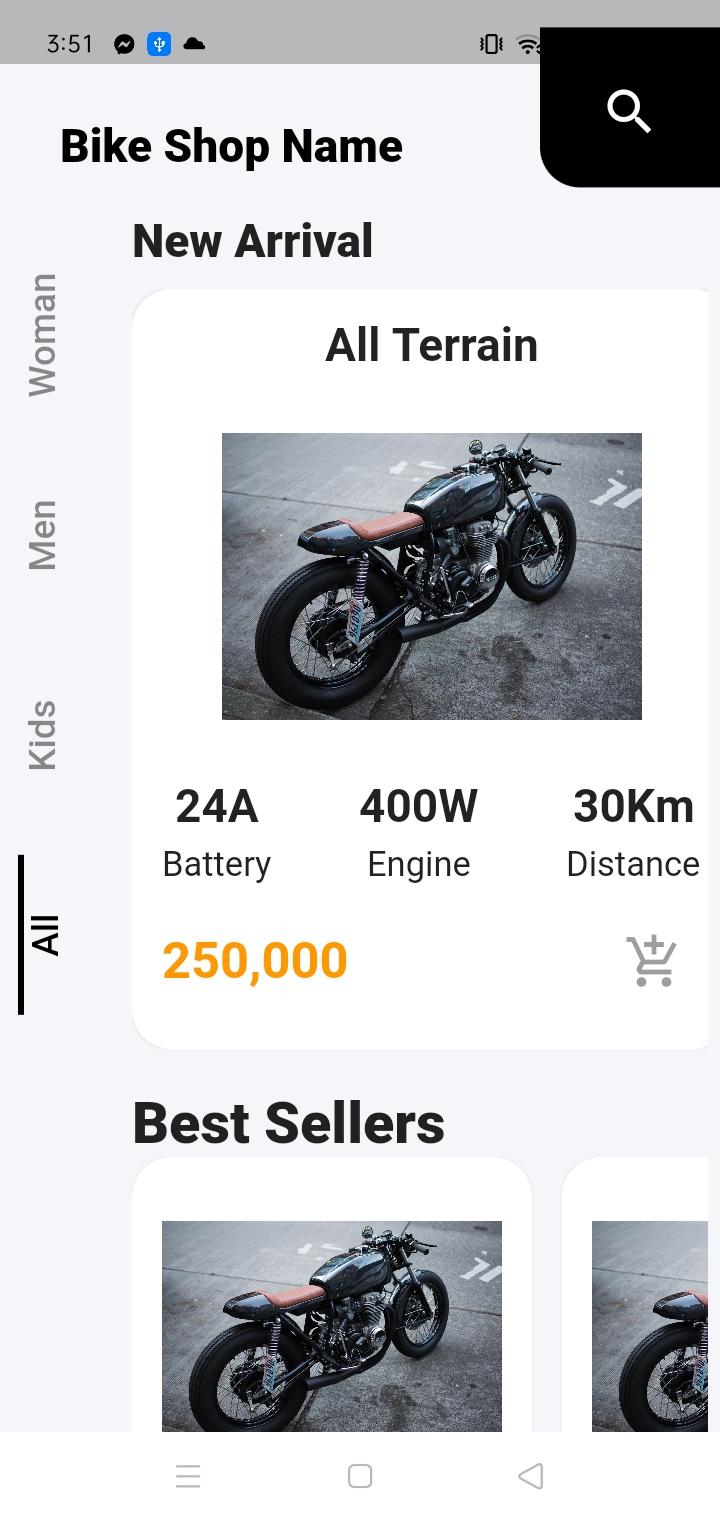 3:51
Bike Shop Name
New Arrival
Woman
Men
Kids
All
All Terrain
24A
400W
30Km
Battery
Engine
Distance
250,000
Best Sellers